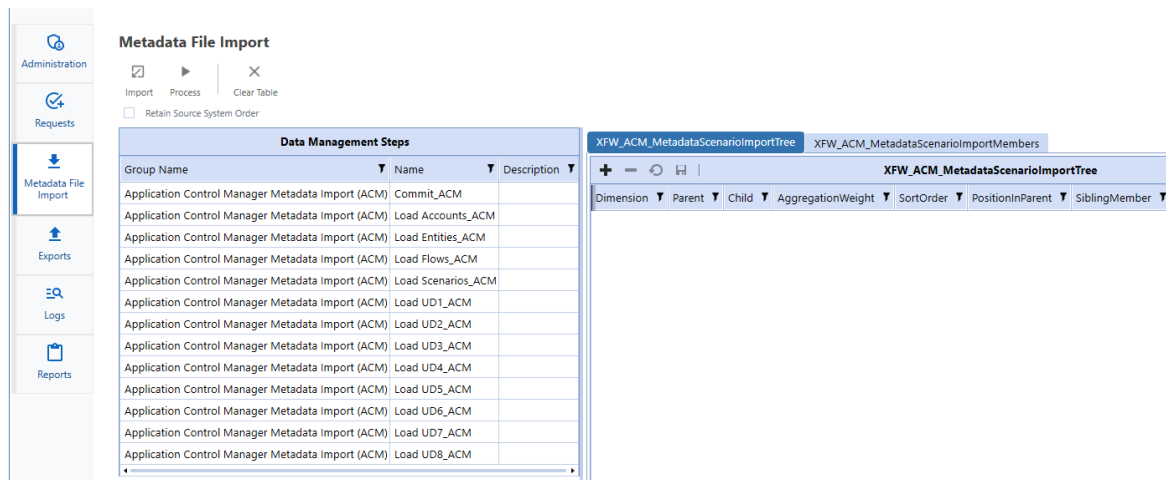 Administration
Requests
Metadata File
Import
Exports
Logs
Reports
Metadata File Import
Import Process Clear Table
Retain Source System Order
Data Management Steps
Group Name Name Description
Application Control Manager Metadata Import (ACM) Commit_ACM
Application Control Manager Metadata Import (ACM) Load Accounts_ACM
Application Control Manager Metadata Import (ACM) Load Entities_ACM
Application Control Manager Metadata Import (ACM) Load Flows_ACM
Application Control Manager Metadata Import (ACM) Load Scenarios_ACM
Application Control Manager Metadata Import (ACM) Load UD1_ACM
Application Control Manager Metadata Import (ACM) Load UD2_ACM
Application Control Manager Metadata Import (ACM) Load UD3_ACM
Application Control Manager Metadata Import (ACM) Load UD4_ACM
Application Control Manager Metadata Import (ACM) Load UD5_ACM
Application Control Manager Metadata Import (ACM) Load UD6_ACM
Application Control Manager Metadata Import (ACM) Load UD7_ACM
Application Control Manager Metadata Import (ACM) Load UD8_ACM
XFW_ACM_MetadataScenarioImportTree XFW_ACM_MetadataScenarioImportMembers
XFW_ACM_MetadataScenarioImportTree
Dimension Parent Child AggregationWeight SortOrder PositionInParent SiblingMember